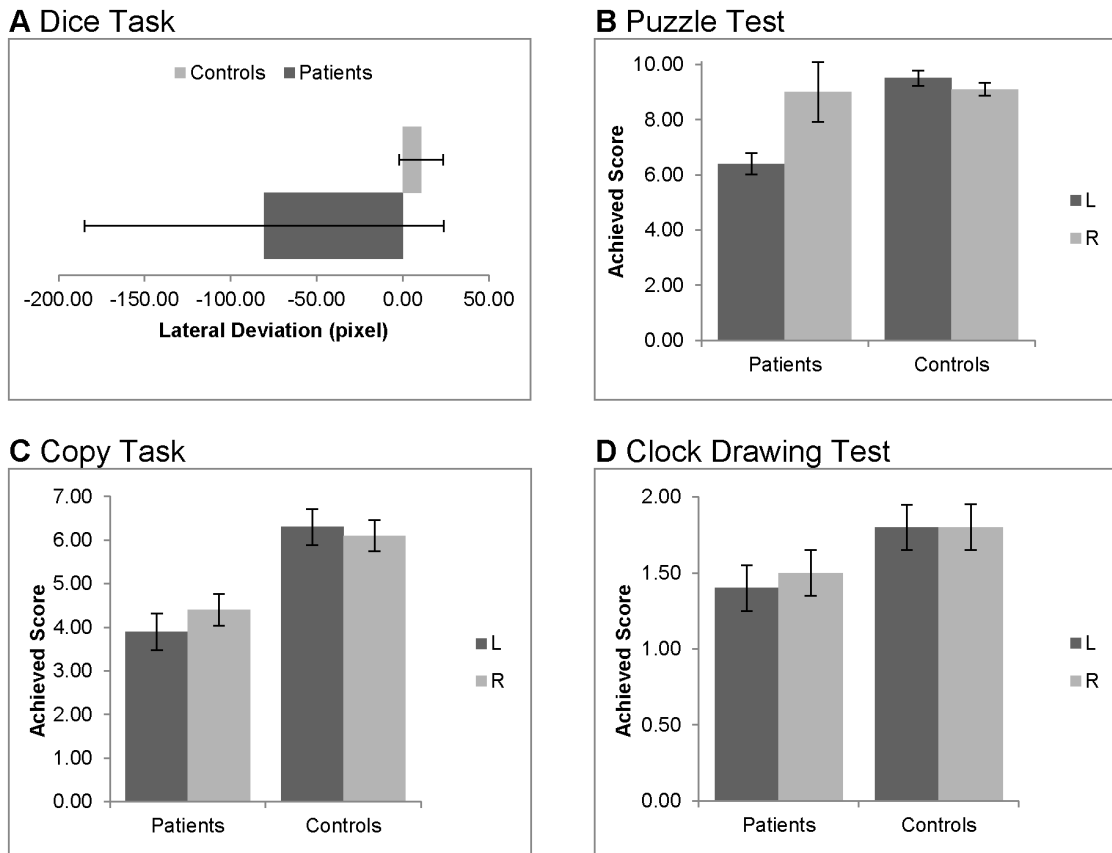 A Dice Task
Controls Patients
-200.00 -150.00 -100.00 -50.00 0.00 50.00
Lateral Deviation (pixel)
B Puzzle Test
10.00
8.00
6.00
4.00
2.00
0.00
Achieved Score
Patients Controls
L
R
C Copy Task
7.00
6.00
5.00
4.00
3.00
2.00
1.00
0.00
Achieved Score
Patients Controls
L
R
D Clock Drawing Test
2.00
1.50
1.00
0.50
0.00
Achieved Score
Patients Controls
L
R